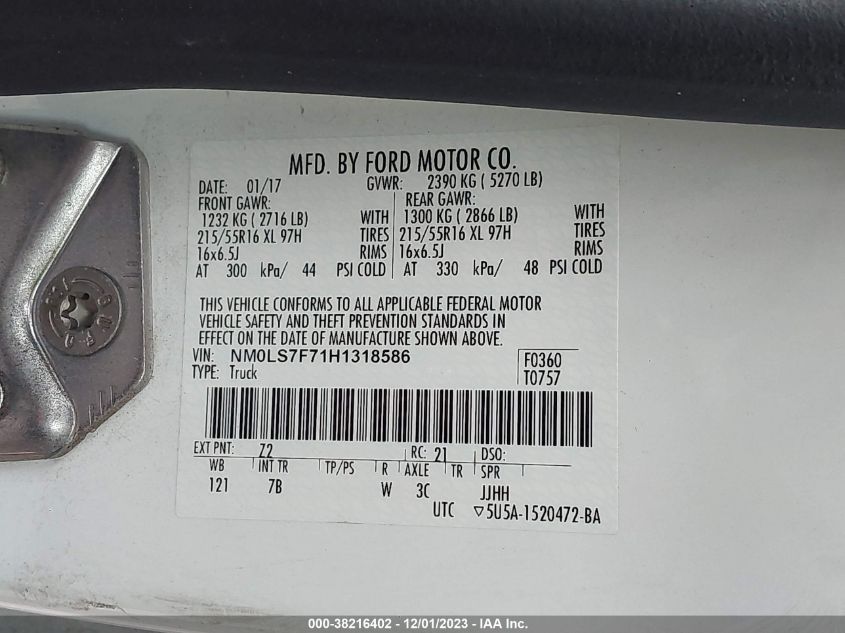 MFD. BY FORD MOTOR CO.
DATE: 01/17 GVWR: 2390 KG ( 5270 LB)
FRONT GAWR: REAR GAWR:
1232 KG ( 2716 LB) WITH 1300 KG ( 2866 LB) WITH
215/55R16 XL 97H TIRES 215/55R16 XL 97H TIRES
16x6.5J RIMS 16x6.5J RIMS
AT 300 kPa/ 44 PSI COLD AT 330 kPa/ 48 PSI COLD
THIS VEHICLE CONFORMS TO ALL APPLICABLE FEDERAL MOTOR
VEHICLE SAFETY AND THEFT PREVENTION STANDARDS IN
EFFECT ON THE DATE OF MANUFACTURE SHOWN ABOVE.
VIN: NM0LS7F71H1318586 F0360
TYPE: Truck T0757
EXT PNT: Z2 RC: 21 DSO:
WB INT TR TP/PS R AXLE TR SPR
121 7B W 3C JJHH
UTC ▽5U5A-1520472-BA
000-38216402 - 12/01/2023 - IAA Inc.